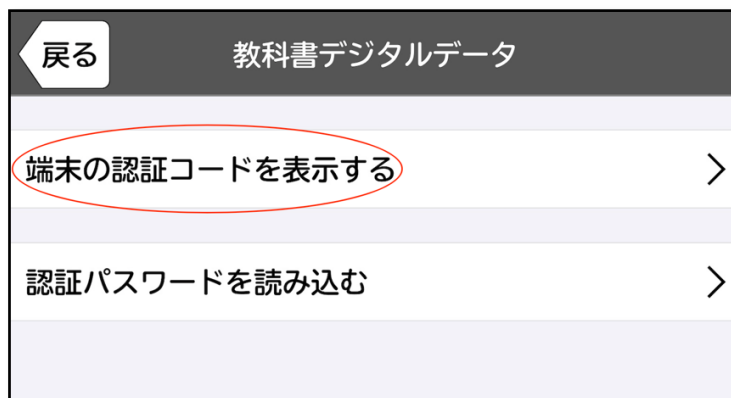 戻る
教科書デジタルデータ
端末の認証コードを表示する
認証パスワードを読み込む